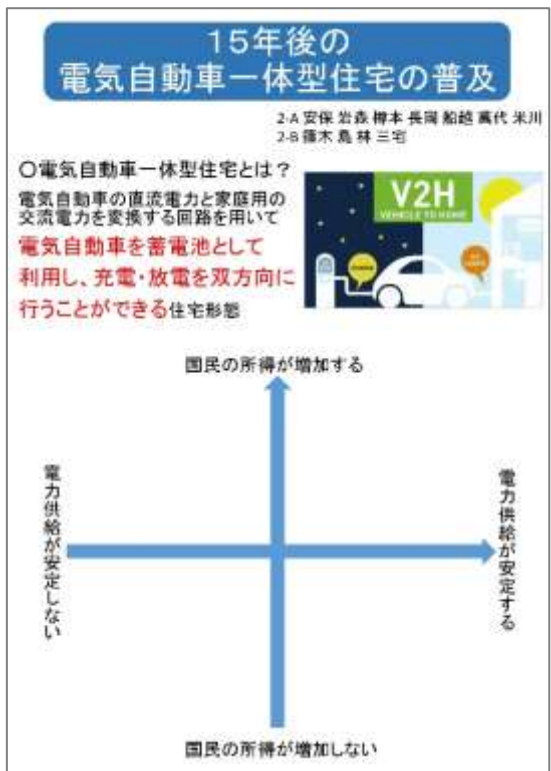 15年後の
電気自動車一体型住宅の普及
2-A 安保 岩森 樽本 長岡 船越 萬代 米川
2-B 篠木 島 林 三宅
〇電気自動車一体型住宅とは？
電気自動車の直流電力と家庭用の
交流電力を変換する回路を用いて
電気自動車を蓄電池として
利用し、充電・放電を双方向に
行うことができる住宅形態
V2H
VEHICLE TO HOME
国民の所得が増加する
電力供給が安定しない
電力供給が安定する
国民の所得が増加しない